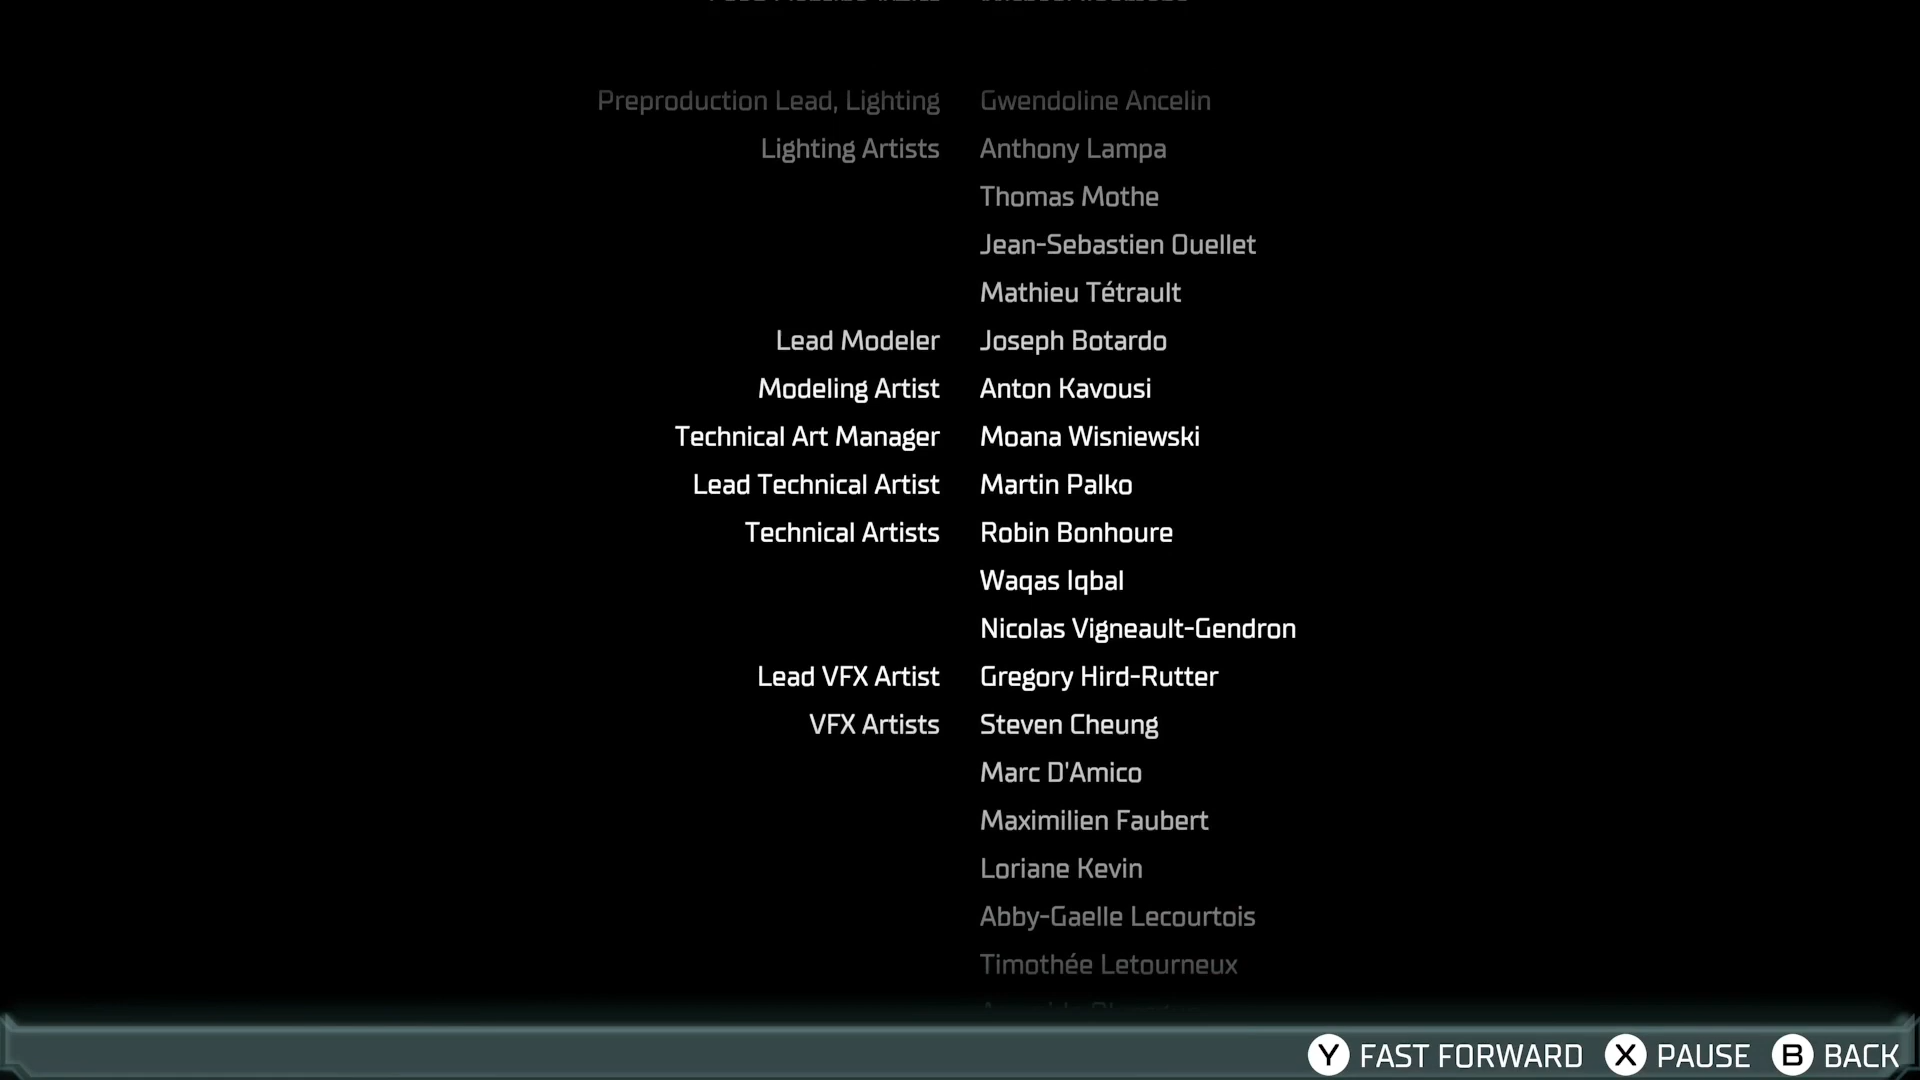 Preproduction Lead, Lighting Gwendoline Ancelin
Lighting Artists Anthony Lampa
Thomas Mothe
Jean-Sebastien Ouellet
Mathieu Tétrault
Lead Modeler Joseph Botardo
Modeling Artist Anton Kavousi
Technical Art Manager Moana Wisniewski
Lead Technical Artist Martin Palko
Technical Artists Robin Bonhoure
Waqas Iqbal
Nicolas Vigneault-Gendron
Lead VFX Artist Gregory Hird-Rutter
VFX Artists Steven Cheung
Marc D'Amico
Maximilien Faubert
Loriane Kevin
Abby-Gaelle Lecourtois
Timothée Letourneux
Y FAST FORWARD X PAUSE B BACK